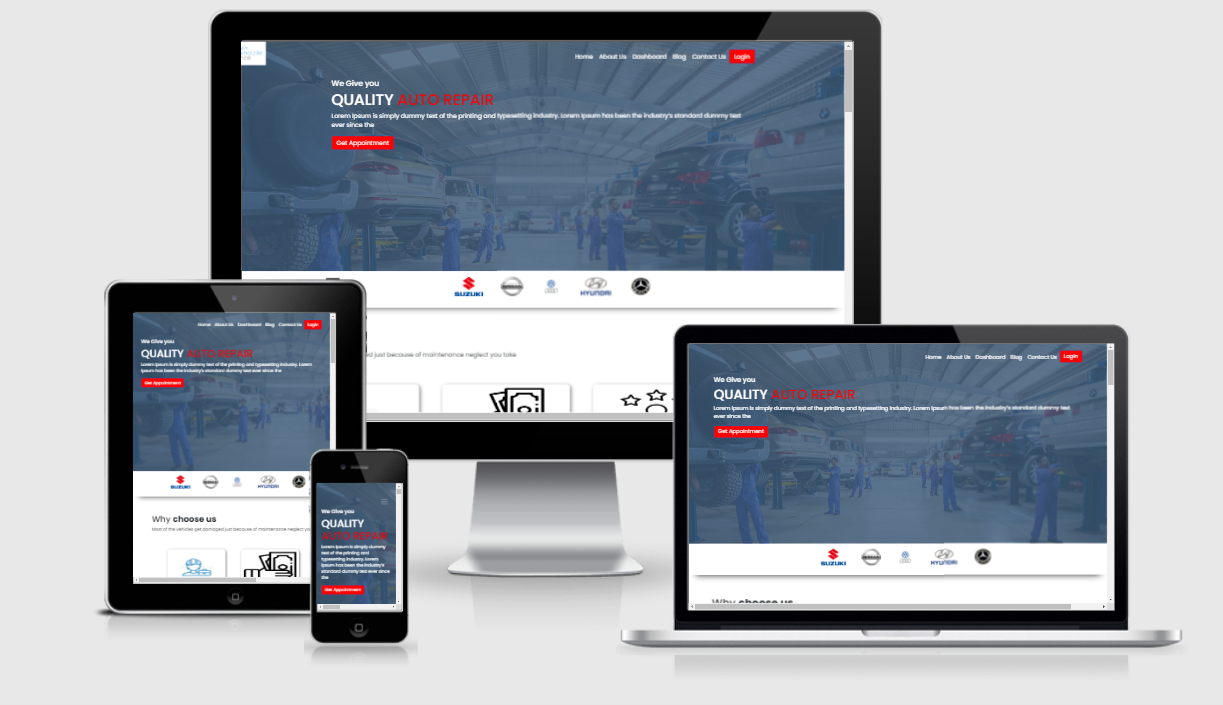 Home About Us Dashboard Blog Contact Us Login
We Give you
QUALITY AUTO REPAIR
Lorem Ipsum is simply dummy text of the printing and typesetting industry. Lorem Ipsum has been the industry's standard dummy text
ever since the
Get Appointment
SUZUKI
HYUNDAI
d just because of maintenance neglect you take
Home About Us Dashboard Blog Contact Us Login
We Give you
QUALITY AUTO REPAIR
Lorem Ipsum is simply dummy text of the printing and typesetting industry. Lorem
Ipsum has been the industry's standard dummy text ever since the
Get Appointment
SUZUKI
HYUNDAI
Why choose us
Most of the vehicles get damaged just because of maintenance neglect you
We Give you
QUALITY
AUTO REPAIR
Lorem Ipsum is simply dummy
text of the printing and
typesetting industry. Lorem
Ipsum has been the industry's
standard dummy text ever since
the
Get Appointment
Home About Us Dashboard Blog Contact Us Login
We Give you
QUALITY AUTO REPAIR
Lorem Ipsum is simply dummy text of the printing and typesetting industry. Lorem Ipsum has been the industry's standard dummy text
ever since the
Get Appointment
SUZUKI
HYUNDAI
Why choose us